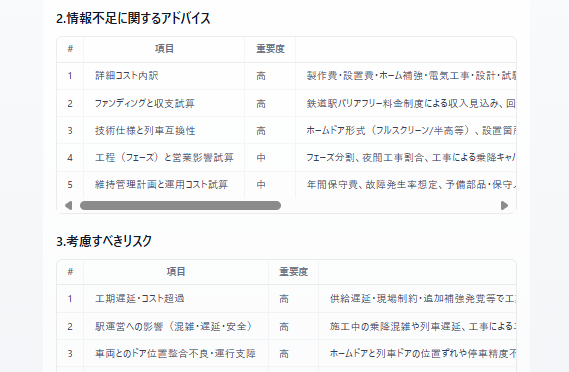 2.情報不足に関するアドバイス
# 項目 重要度
1 詳細コスト内訳 高 製作費・設置費・ホーム補強・電気工事・設計・試
2 ファンディングと収支試算 高 鉄道駅バリアフリー料金制度による収入見込み、回
3 技術仕様と列車互換性 高 ホームドア形式（フルスクリーン/半高等）、設置箇
4 工程（フェーズ）と営業影響試算 中 フェーズ分割、夜間工事割合、工事による乗降キャ
5 維持管理計画と運用コスト試算 中 年間保守費、故障発生率想定、予備部品・保守
3.考慮すべきリスク
# 項目 重要度
1 工期遅延・コスト超過 高 供給遅延・現場制約・追加補強発覚等で工
2 駅運営への影響（混雑・遅延・安全） 高 施工中の乗降混雑や列車遅延、工事による
3 車両とのドア位置整合不良・運行支障 高 ホームドアと列車ドアの位置ずれや停車精度不